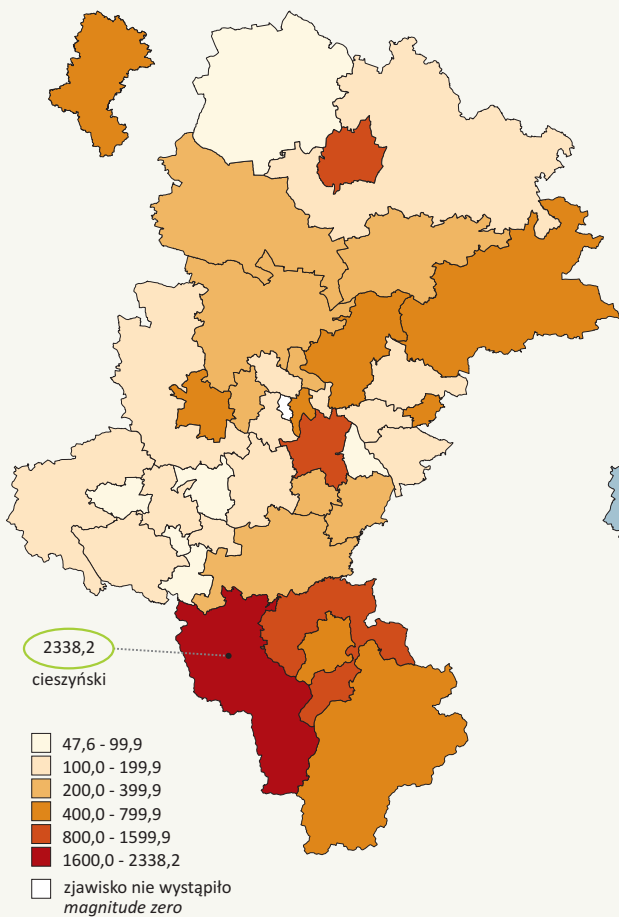 2338,2
cieszyński
47,6 - 99,9
100,0 - 199,9
200,0 - 399,9
400,0 - 799,9
800,0 - 1599,9
1600,0 - 2338,2
zjawisko nie wystąpiło
magnitude zero